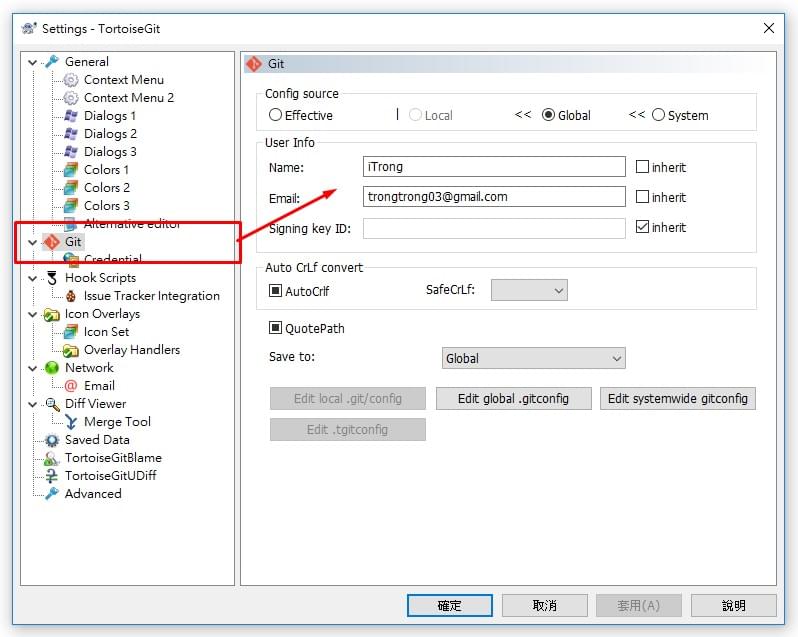 Settings - TortoiseGit
General
Context Menu
Context Menu 2
Dialogs 1
Dialogs 2
Dialogs 3
Colors 1
Colors 2
Colors 3
Alternative editor
Git
Credential
Hook Scripts
Issue Tracker Integration
Icon Overlays
Icon Set
Overlay Handlers
Network
Email
Diff Viewer
Merge Tool
Saved Data
TortoiseGitBlame
TortoiseGitUDiff
Advanced
Git
Config source
Effective | Local << Global << System
User Info
Name: iTrong inherit
Email: trongtrong03@gmail.com inherit
Signing key ID: inherit
Auto CrLf convert
AutoCrlf SafeCrLf:
QuotePath
Save to: Global
Edit local .git/config Edit global .gitconfig Edit systemwide gitconfig
Edit .tgitconfig
確定 取消 套用(A) 說明